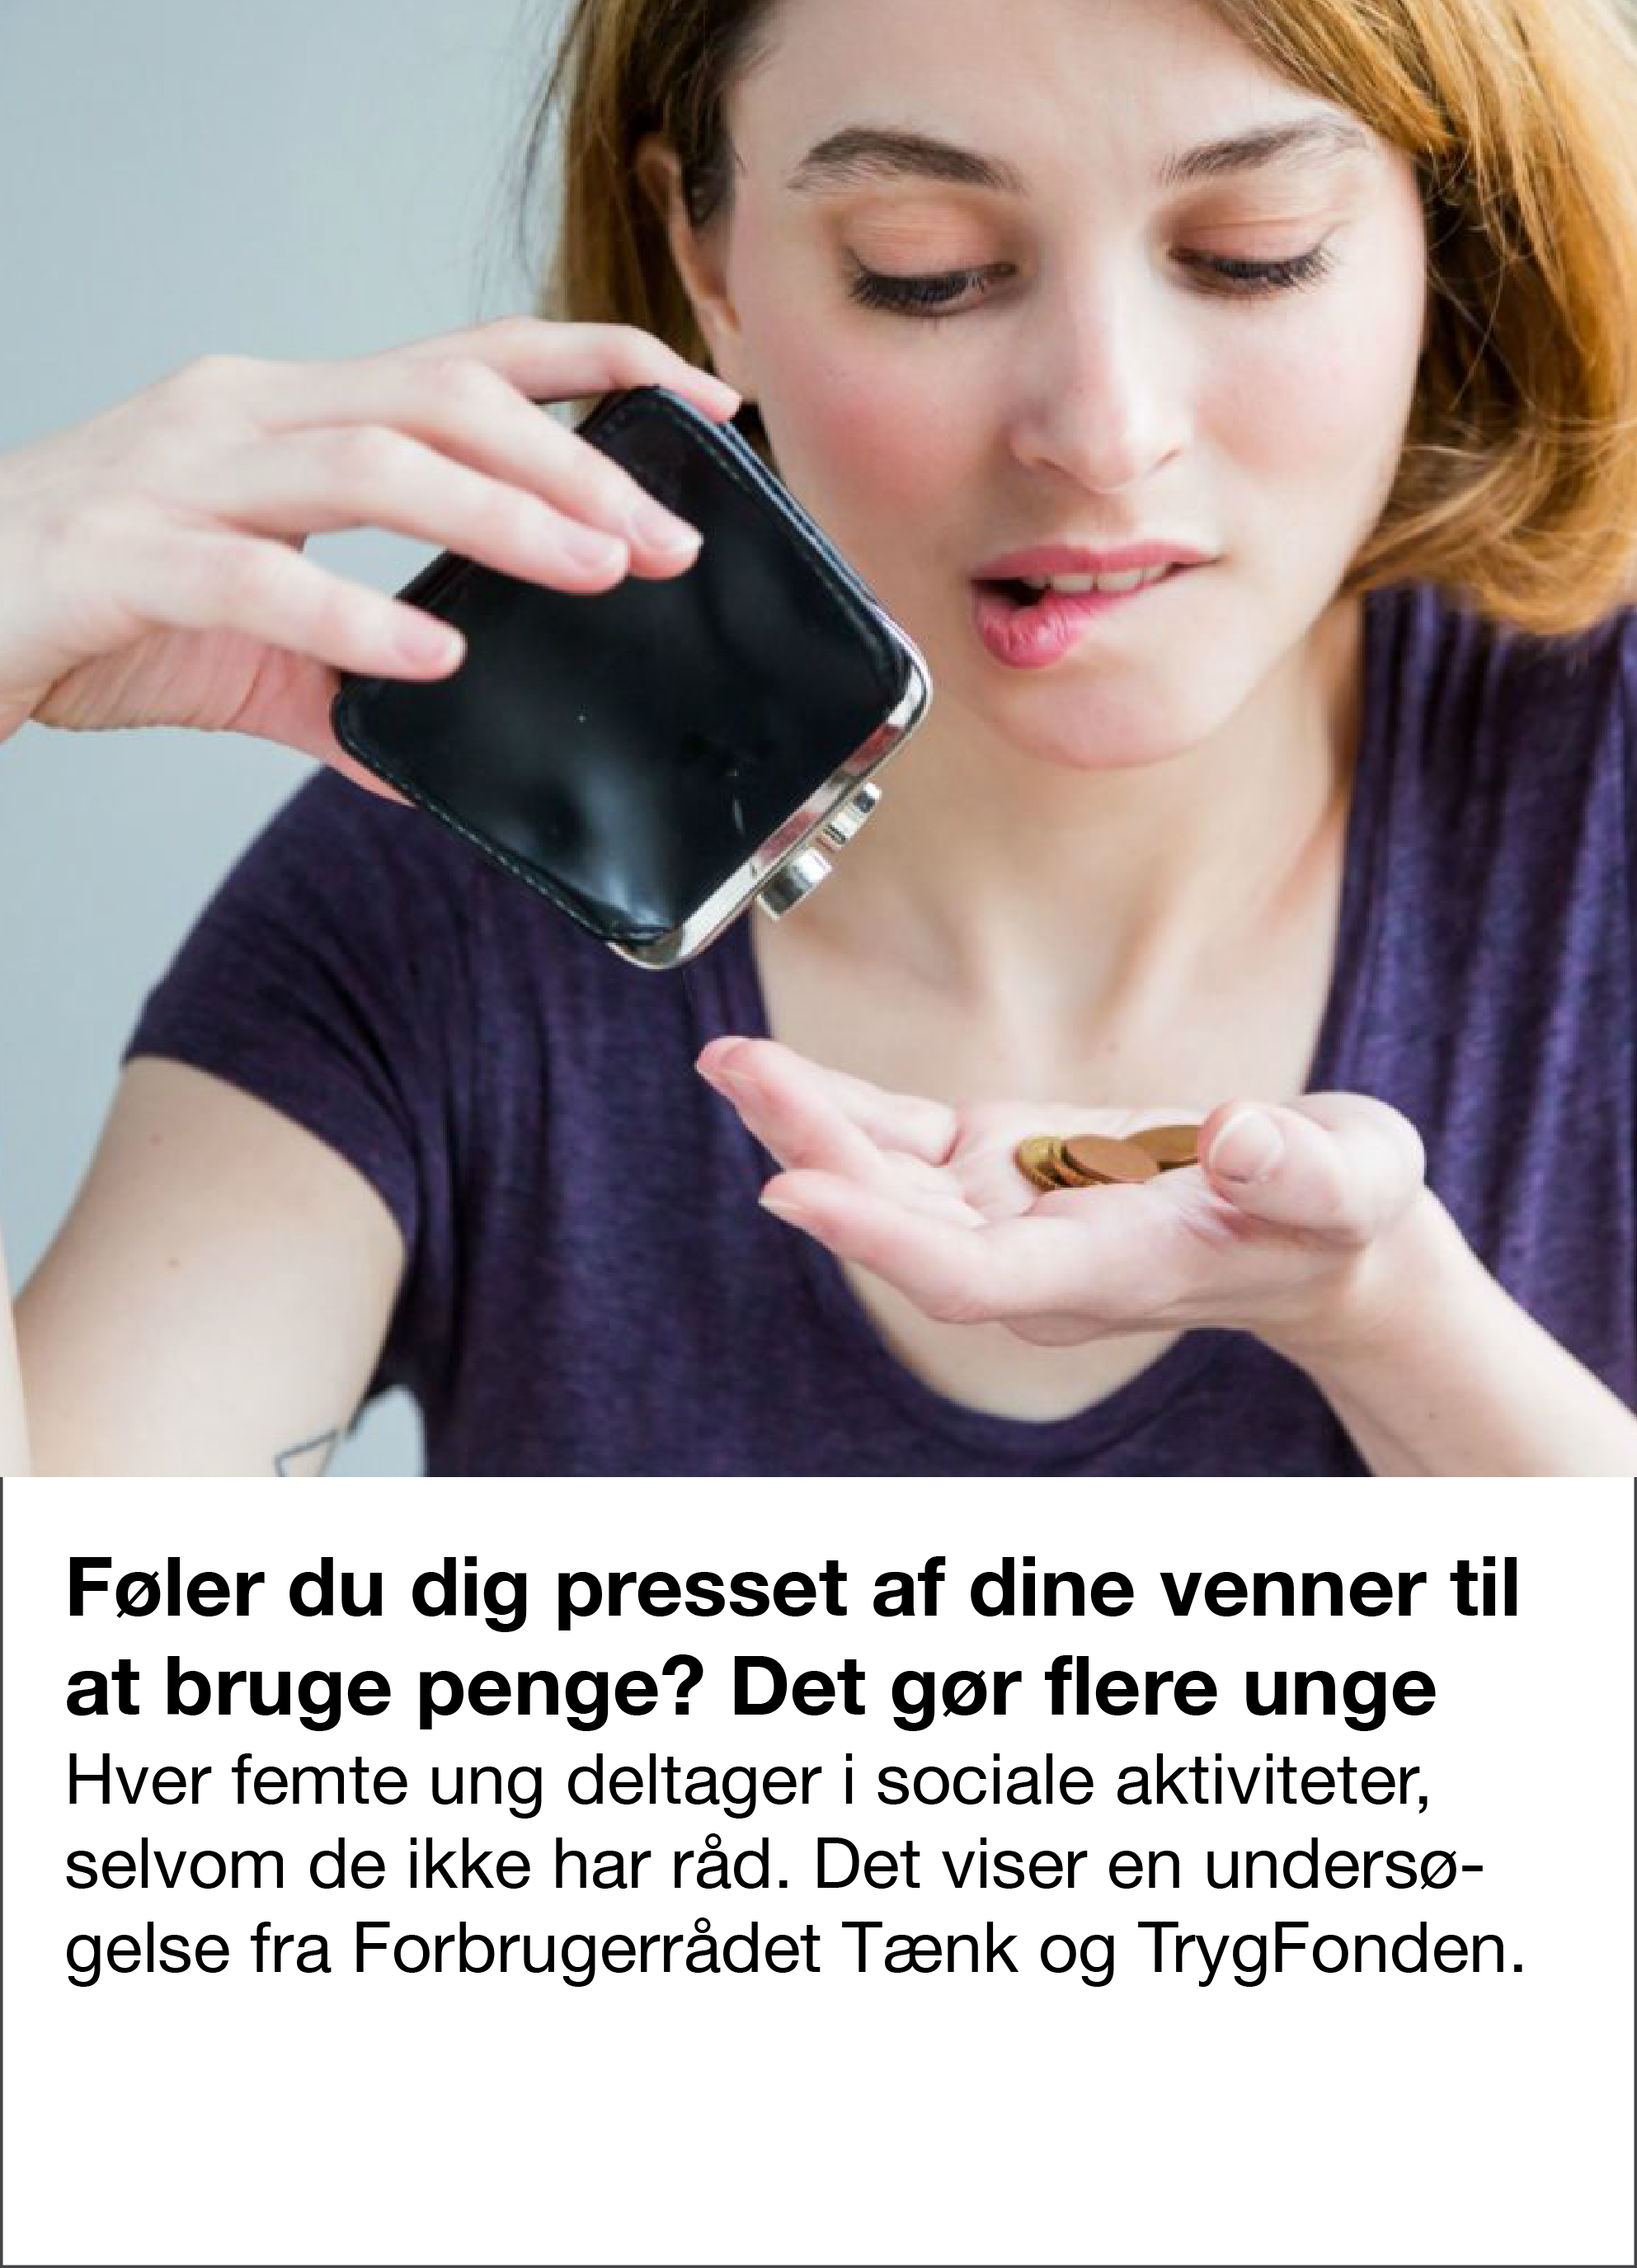 Føler du dig presset af dine venner til
at bruge penge? Det gør flere unge
Hver femte ung deltager i sociale aktiviteter,
selvom de ikke har råd. Det viser en undersø-
gelse fra Forbrugerrådet Tænk og TrygFonden.